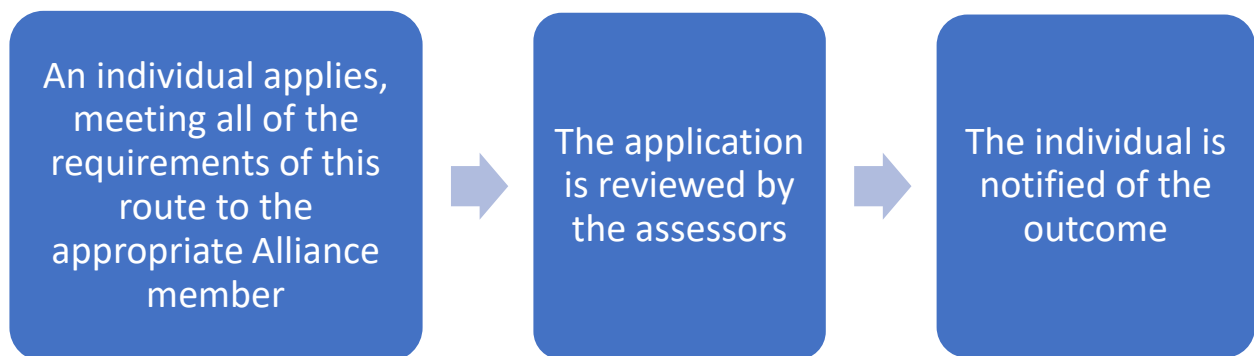 An individual applies,
meeting all of the
requirements of this
route to the
appropriate Alliance
member
The application
is reviewed by
the assessors
The individual is
notified of the
outcome